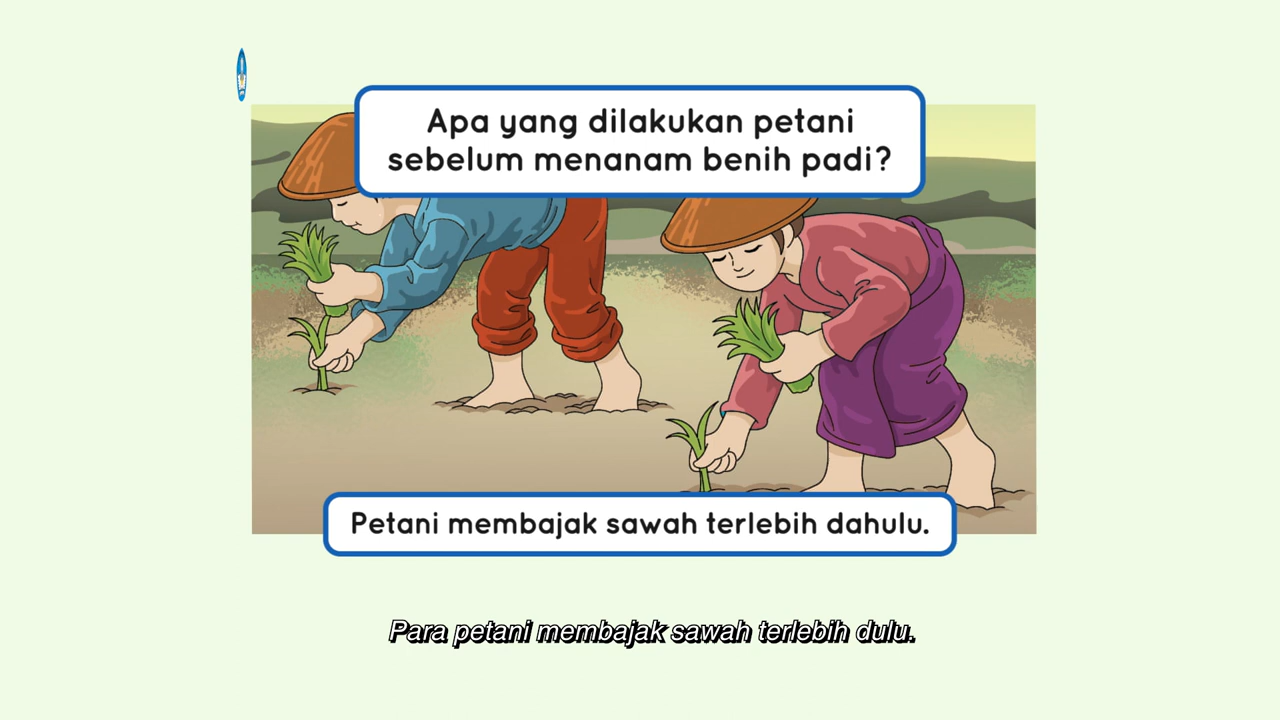 Apa yang dilakukan petani
sebelum menanam benih padi?
Petani membajak sawah terlebih dahulu.
Para petani membajak sawah terlebih dulu.